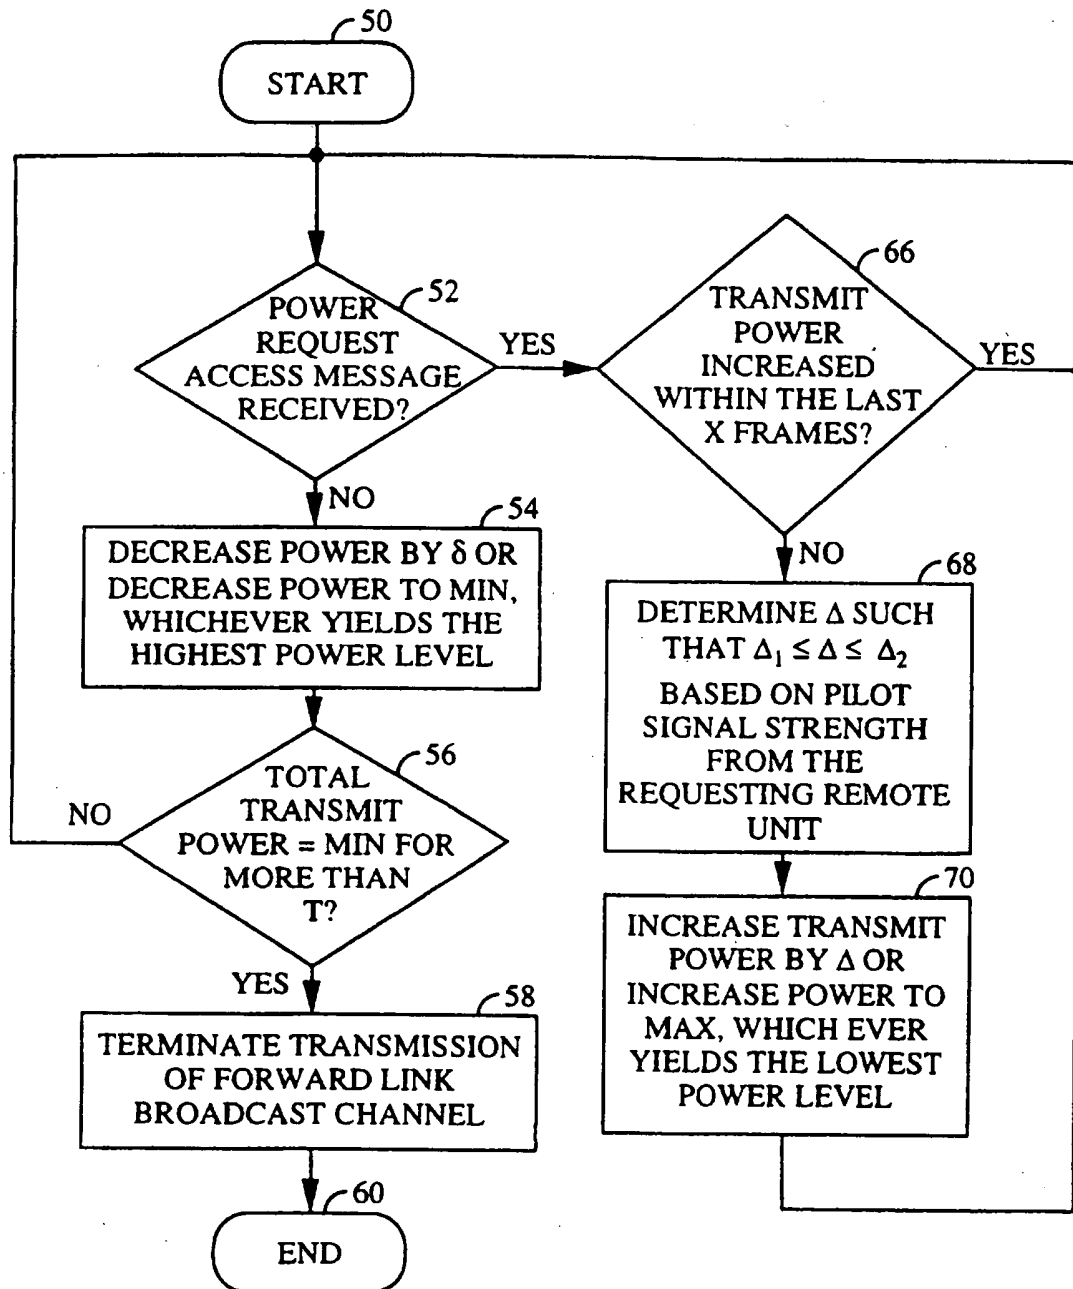 50
START
52
POWER
REQUEST
ACCESS MESSAGE
RECEIVED?
YES
NO
66
TRANSMIT
POWER
INCREASED
WITHIN THE LAST
X FRAMES?
YES
NO
54
DECREASE POWER BY δ OR
DECREASE POWER TO MIN,
WHICHEVER YIELDS THE
HIGHEST POWER LEVEL
68
DETERMINE Δ SUCH
THAT Δ₁ ≤ Δ ≤ Δ₂
BASED ON PILOT
SIGNAL STRENGTH
FROM THE
REQUESTING REMOTE
UNIT
56
TOTAL
TRANSMIT
POWER = MIN FOR
MORE THAN
T?
NO
YES
70
INCREASE TRANSMIT
POWER BY Δ OR
INCREASE POWER TO
MAX, WHICH EVER
YIELDS THE LOWEST
POWER LEVEL
58
TERMINATE TRANSMISSION
OF FORWARD LINK
BROADCAST CHANNEL
60
END